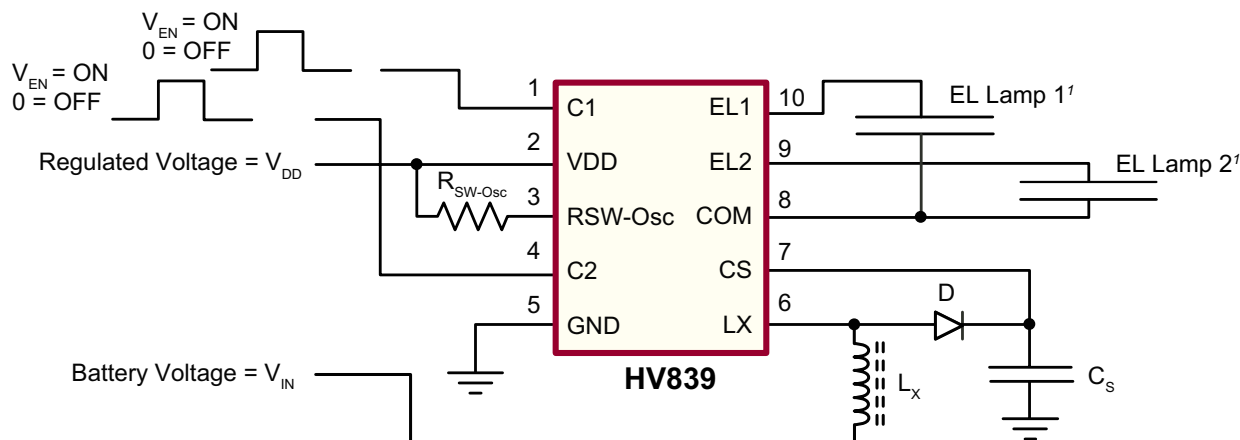 V_EN = ON
0 = OFF
V_EN = ON
0 = OFF
Regulated Voltage = V_DD
R_SW-Osc
Battery Voltage = V_IN
1
2
3
4
5
C1
VDD
RSW-Osc
C2
GND
EL1
EL2
COM
CS
LX
10
9
8
7
6
HV839
EL Lamp 1¹
EL Lamp 2¹
D
L_X
C_S